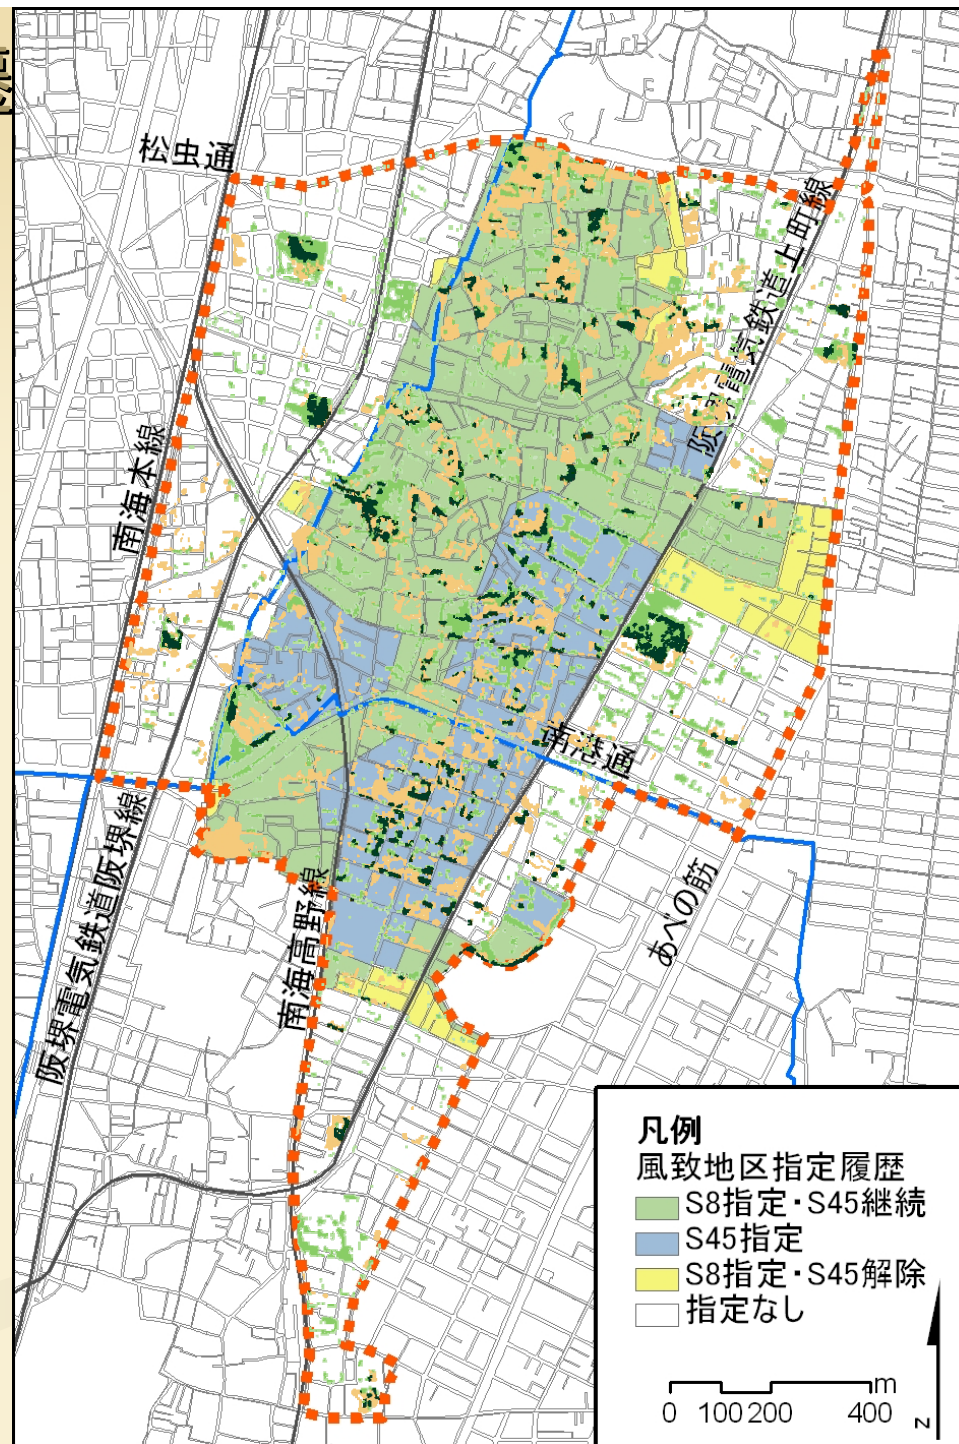 松虫通
阪堺電気鉄道上町線
南海本線
南港通
阪堺電気鉄道阪堺線
南海高野線
あべの筋
凡例
風致地区指定履歴
S8指定・S45継続
S45指定
S8指定・S45解除
指定なし
m
0 100 200 400
N